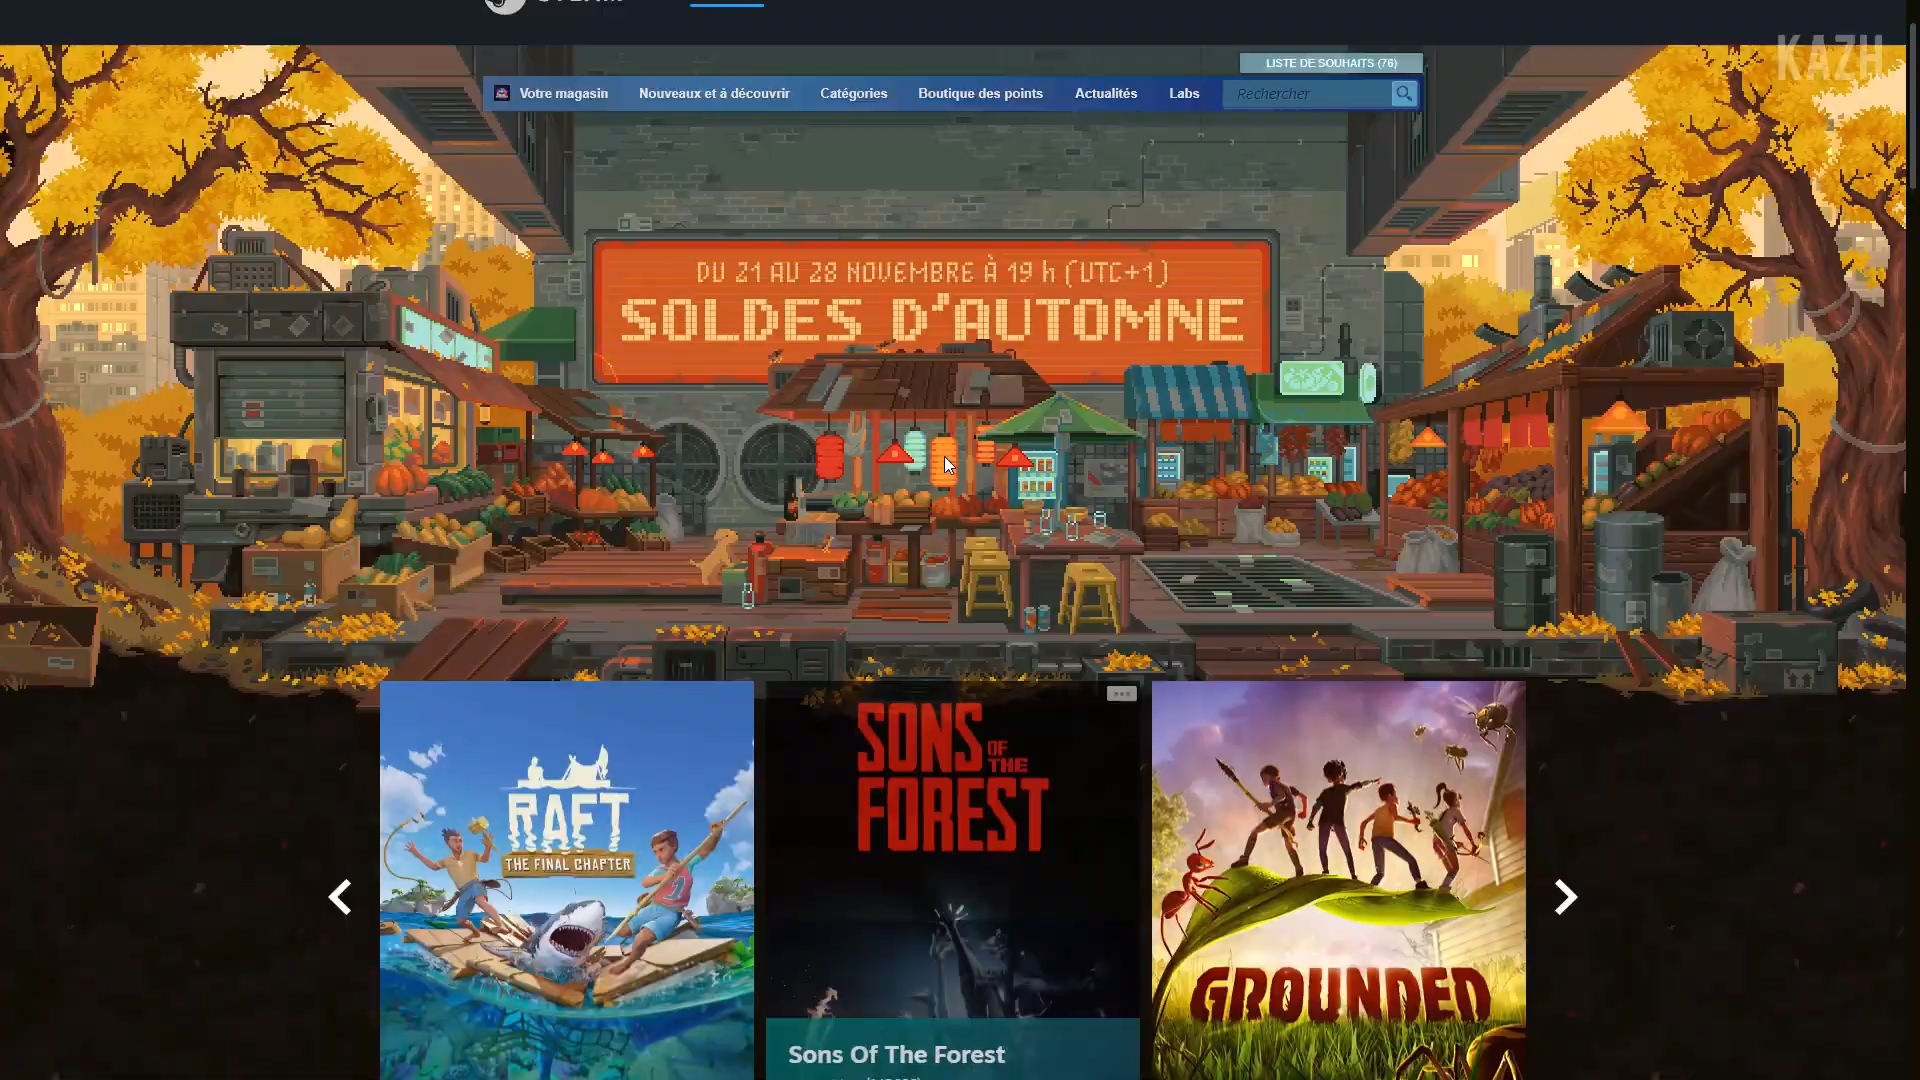 KAZH
LISTE DE SOUHAITS (76)
Votre magasin
Nouveaux et à découvrir
Catégories
Boutique des points
Actualités
Labs
Rechercher
DU 21 AU 28 NOVEMBRE À 19 h (UTC+1)
SOLDES D'AUTOMNE
RAFT
THE FINAL CHAPTER
SONS
OF
THE
FOREST
GROUNDED
Sons Of The Forest